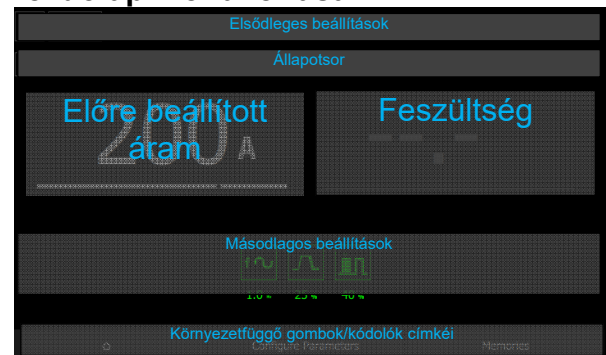 Elsődleges beállítások
Állapotsor
Előre beállított
áram
200 A
Feszültség
--.-
Másodlagos beállítások
1.0 s 25 % 40 %
Környezetfüggő gombok/kódolók címkéi
Configure Parameters Memories